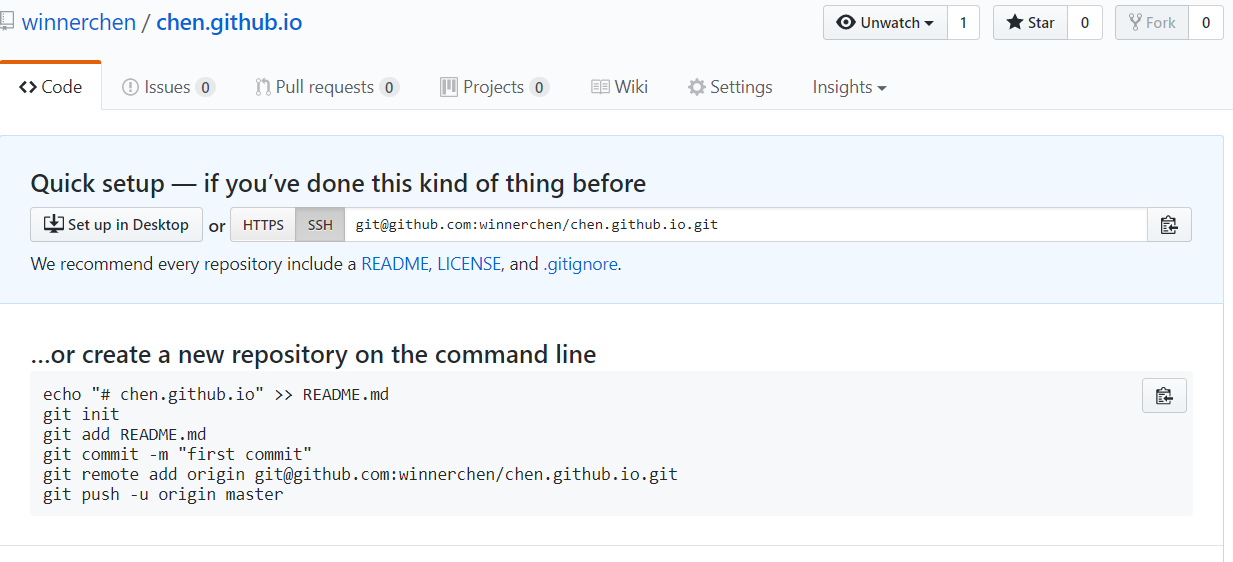 winnerchen / chen.github.io Unwatch 1 Star 0 Fork 0
Code Issues 0 Pull requests 0 Projects 0 Wiki Settings Insights
Quick setup — if you’ve done this kind of thing before
Set up in Desktop or HTTPS SSH git@github.com:winnerchen/chen.github.io.git
We recommend every repository include a README, LICENSE, and .gitignore.
…or create a new repository on the command line
echo "# chen.github.io" >> README.md
git init
git add README.md
git commit -m "first commit"
git remote add origin git@github.com:winnerchen/chen.github.io.git
git push -u origin master